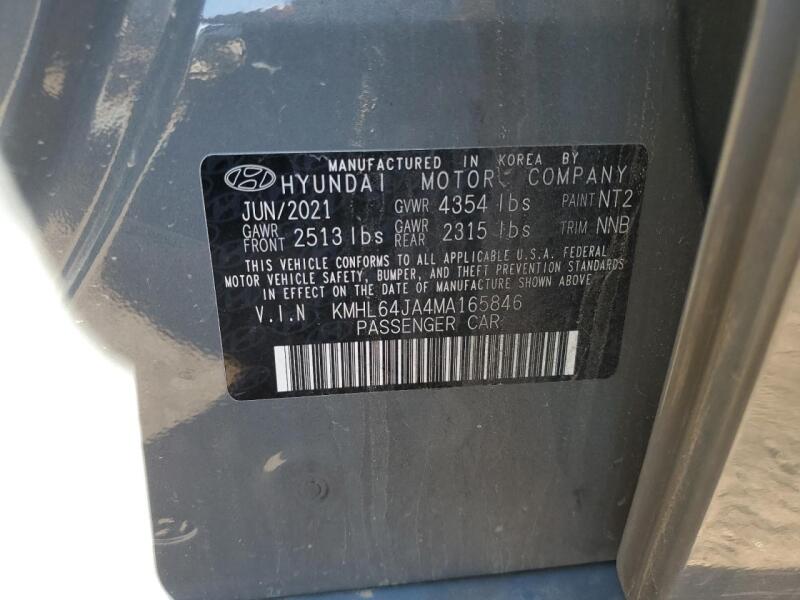 MANUFACTURED IN KOREA BY
HYUNDAI MOTOR COMPANY
JUN/2021 GVWR 4354 lbs PAINT NT2
GAWR FRONT 2513 lbs GAWR REAR 2315 lbs TRIM NNB
THIS VEHICLE CONFORMS TO ALL APPLICABLE U.S.A. FEDERAL
MOTOR VEHICLE SAFETY, BUMPER, AND THEFT PREVENTION STANDARDS
IN EFFECT ON THE DATE OF MANUFACTURE SHOWN ABOVE
V.I.N KMHL64JA4MA165846
PASSENGER CAR